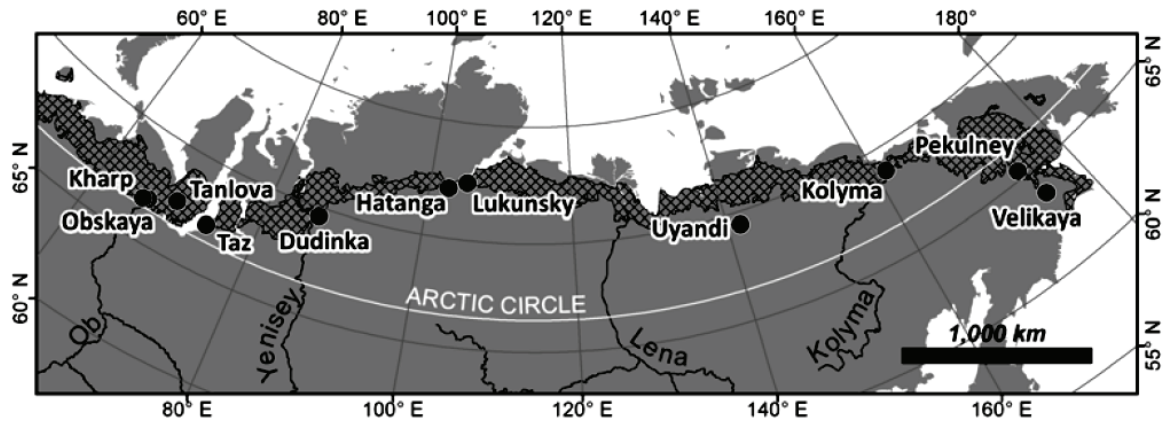 60° E
80° E
100° E
120° E
140° E
160° E
180°
65° N
65° N
60° N
60° N
55° N
Kharp
Tanlova
Obskaya
Taz
Dudinka
Hatanga
Lukunsky
Uyandi
Kolyma
Pekulney
Velikaya
ARCTIC CIRCLE
Ob
Yenisey
Lena
Kolyma
1,000 km
80° E
100° E
120° E
140° E
160° E